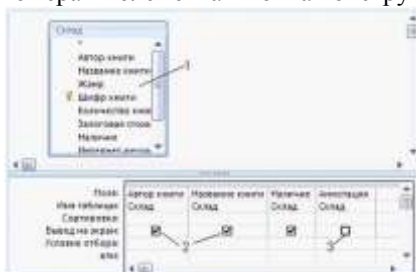 Склад
*
Автор книги
Название книги
Жанр
1
Шифр книги
Количество книг
Залоговая стоим
Наличие
Поле: Автор книги Название книги Наличие Аннотация
Имя таблицы: Склад Склад Склад Склад
Сортировка:
Вывод на экран:
2 3
Условие отбора:
или: